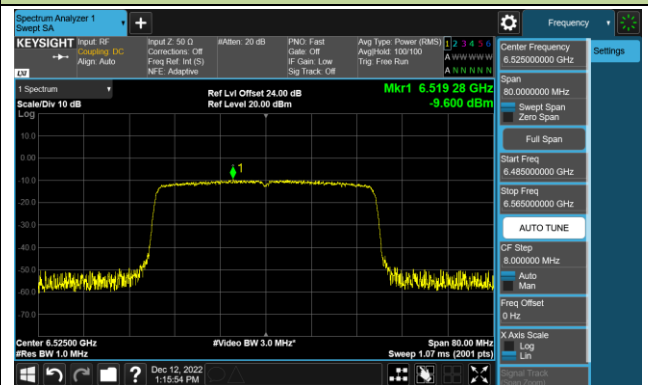 Spectrum Analyzer 1
Swept SA
Frequency
KEYSIGHT
Input: RF
Coupling: DC
Align: Auto
Input Z: 50 Ω
Corrections: Off
Freq Ref: Int (S)
NFE: Adaptive
#Atten: 20 dB
PNO: Fast
Gate: Off
IF Gain: Low
Sig Track: Off
Avg Type: Power (RMS)
Avg|Hold: 100/100
Trig: Free Run
1 2 3 4 5 6
A W W W W W
A N N N N N
LXI
Center Frequency
6.525000000 GHz
Settings
Span
80.0000000 MHz
Swept Span
Zero Span
Full Span
Start Freq
6.485000000 GHz
Stop Freq
6.565000000 GHz
AUTO TUNE
CF Step
8.000000 MHz
Auto
Man
Freq Offset
0 Hz
X Axis Scale
Log
Lin
Signal Track
(Span Zoom)
1 Spectrum
Scale/Div 10 dB
Log
Ref Lvl Offset 24.00 dB
Ref Level 20.00 dBm
Mkr1 6.519 28 GHz
-9.600 dBm
10.0
0.00
-10.0
-20.0
-30.0
-40.0
-50.0
-60.0
-70.0
1
Center 6.52500 GHz
#Res BW 1.0 MHz
#Video BW 3.0 MHz*
Span 80.00 MHz
Sweep 1.07 ms (2001 pts)
Dec 12, 2022
1:15:54 PM